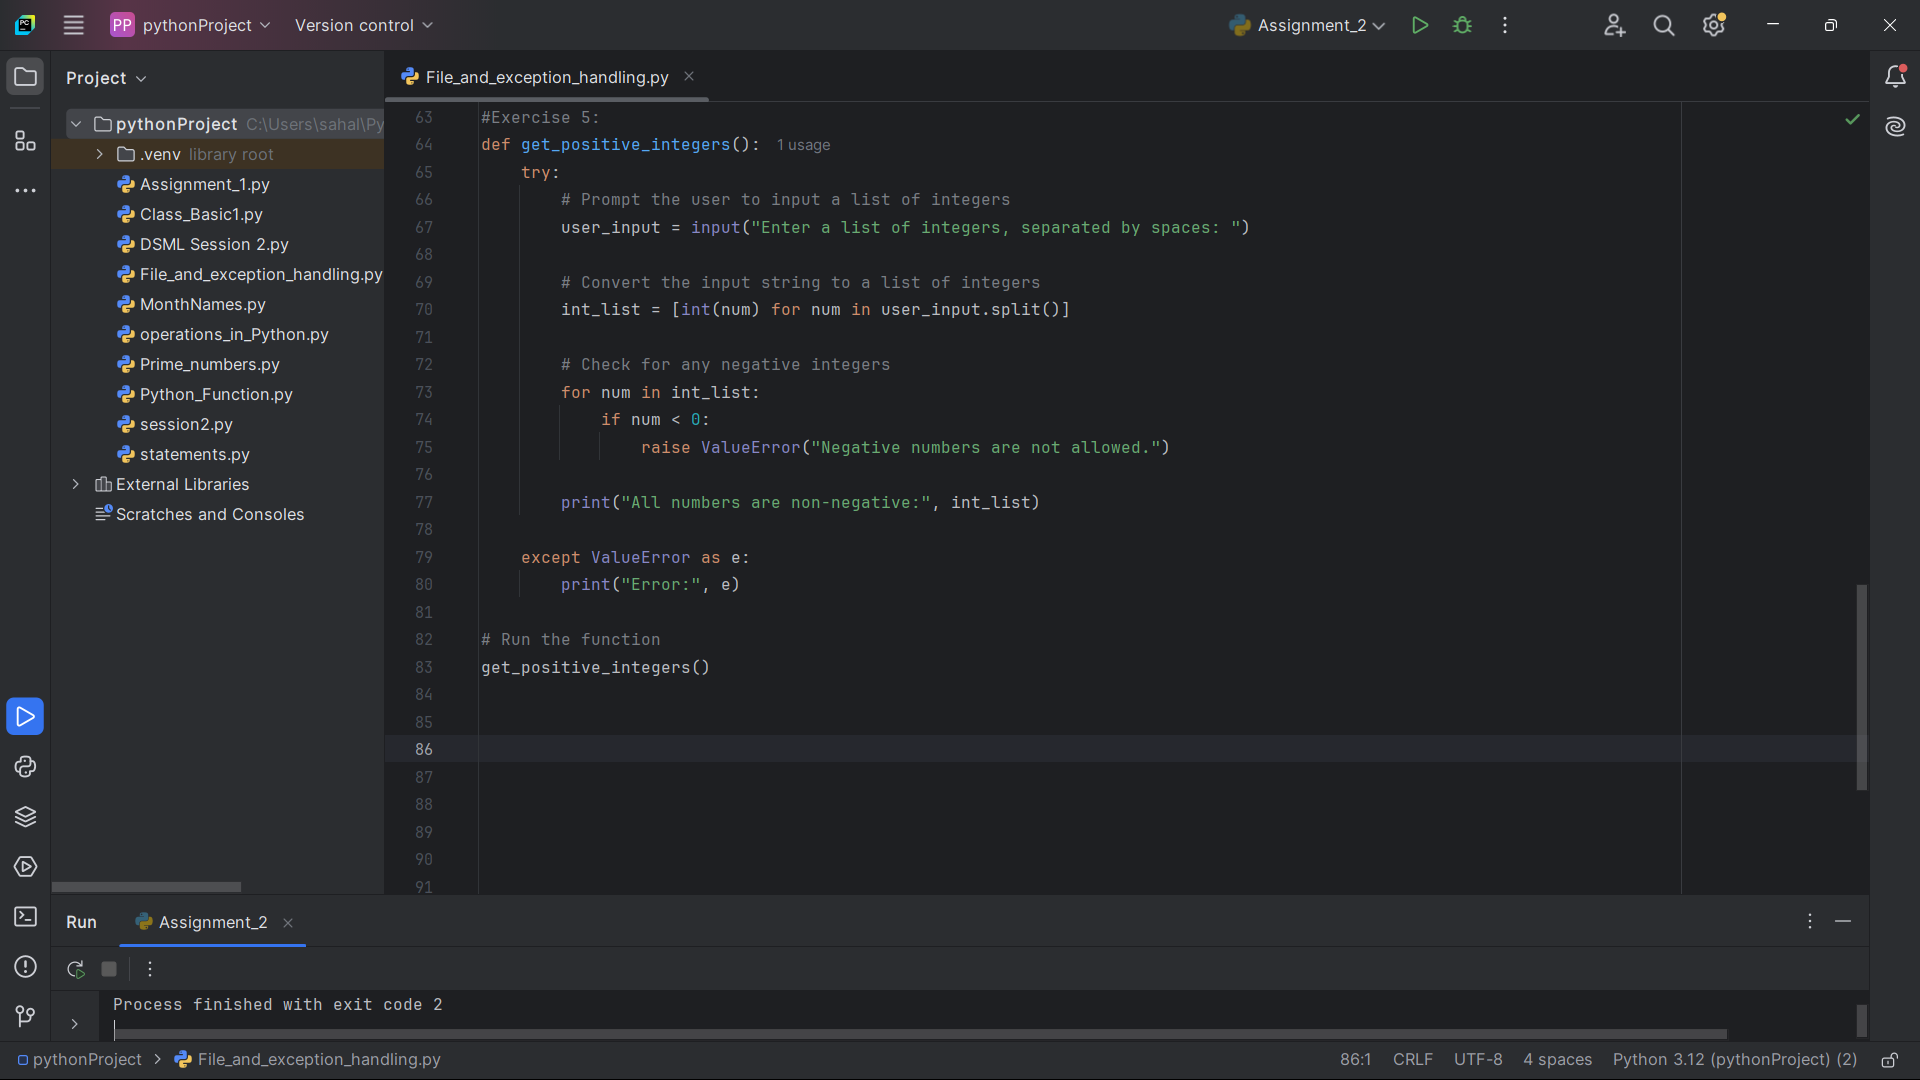 PP pythonProject Version control Assignment_2
Project
File_and_exception_handling.py
pythonProject C:\Users\sahal\Py
.venv library root
Assignment_1.py
Class_Basic1.py
DSML Session 2.py
File_and_exception_handling.py
MonthNames.py
operations_in_Python.py
Prime_numbers.py
Python_Function.py
session2.py
statements.py
External Libraries
Scratches and Consoles
63 #Exercise 5:
64 def get_positive_integers(): 1 usage
65 try:
66 # Prompt the user to input a list of integers
67 user_input = input("Enter a list of integers, separated by spaces: ")
68
69 # Convert the input string to a list of integers
70 int_list = [int(num) for num in user_input.split()]
71
72 # Check for any negative integers
73 for num in int_list:
74 if num < 0:
75 raise ValueError("Negative numbers are not allowed.")
76
77 print("All numbers are non-negative:", int_list)
78
79 except ValueError as e:
80 print("Error:", e)
81
82 # Run the function
83 get_positive_integers()
84
85
86
87
88
89
90
91
Run Assignment_2
Process finished with exit code 2
pythonProject File_and_exception_handling.py 86:1 CRLF UTF-8 4 spaces Python 3.12 (pythonProject) (2)